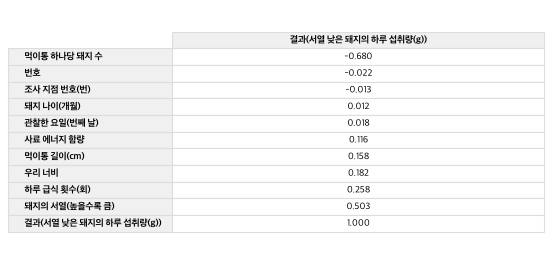 결과(서열 낮은 돼지의 하루 섭취량(g))
먹이통 하나당 돼지 수 -0.680
번호 -0.022
조사 지점 번호(번) -0.013
돼지 나이(개월) 0.012
관찰한 요일(번째 날) 0.018
사료 에너지 함량 0.116
먹이통 길이(cm) 0.158
우리 너비 0.182
하루 급식 횟수(회) 0.258
돼지의 서열(높을수록 큼) 0.503
결과(서열 낮은 돼지의 하루 섭취량(g)) 1.000